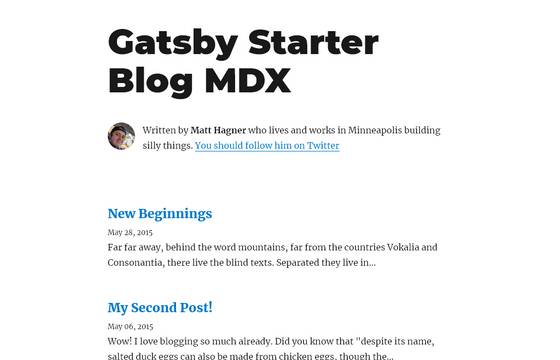 Gatsby Starter
Blog MDX
Written by Matt Hagner who lives and works in Minneapolis building
silly things. You should follow him on Twitter
New Beginnings
May 28, 2015
Far far away, behind the word mountains, far from the countries Vokalia and
Consonantia, there live the blind texts. Separated they live in…
My Second Post!
May 06, 2015
Wow! I love blogging so much already. Did you know that "despite its name,
salted duck eggs can also be made from chicken eggs, though the…